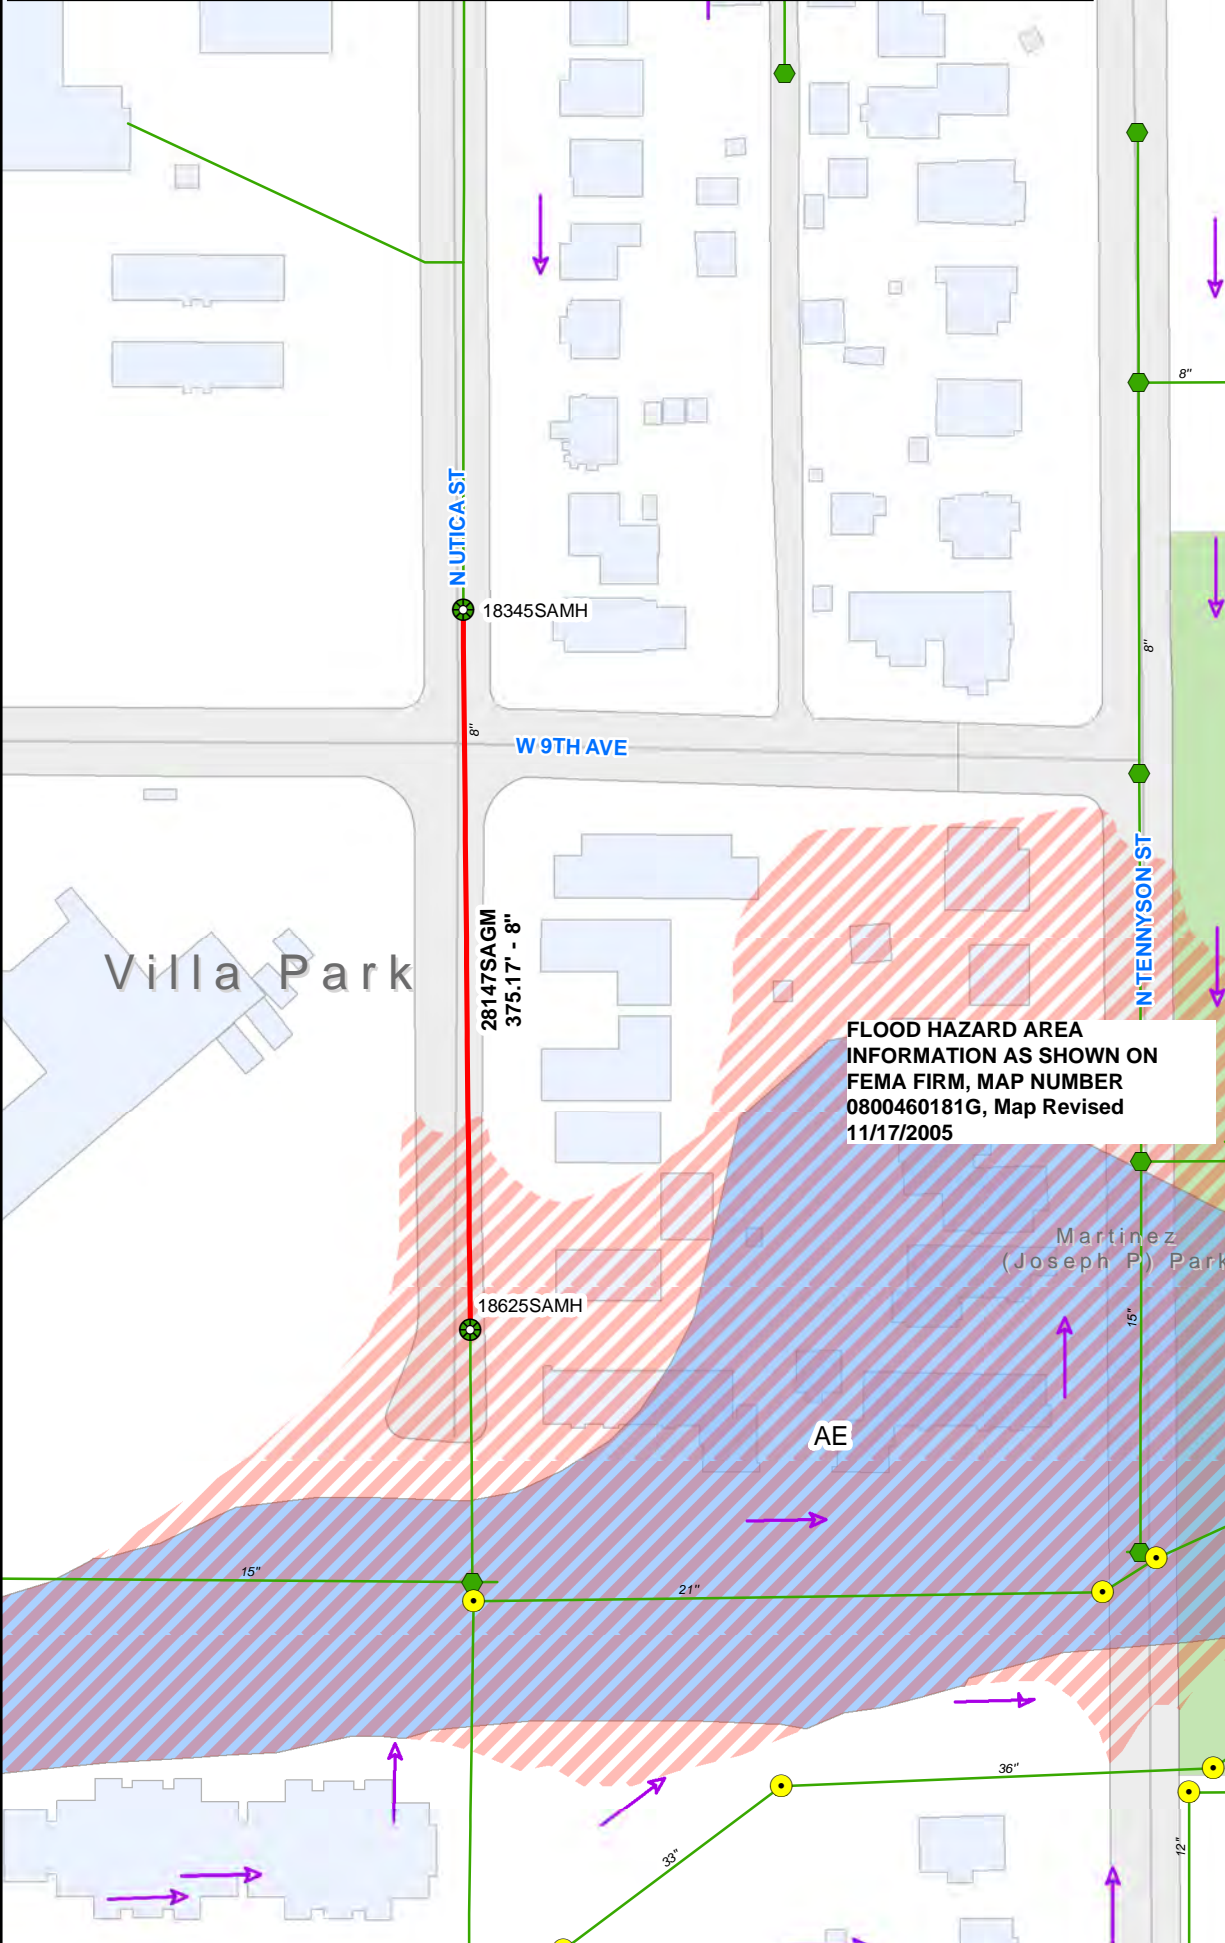 8"
N UTICA ST
18345SAMH
8"
8"
W 9TH AVE
N TENNYSON ST
28147SAGM
375.17' - 8"
Villa Park
FLOOD HAZARD AREA
INFORMATION AS SHOWN ON
FEMA FIRM, MAP NUMBER
0800460181G, Map Revised
11/17/2005
Martinez
(Joseph P) Park
18625SAMH
15"
AE
15"
21"
36"
33"
12"